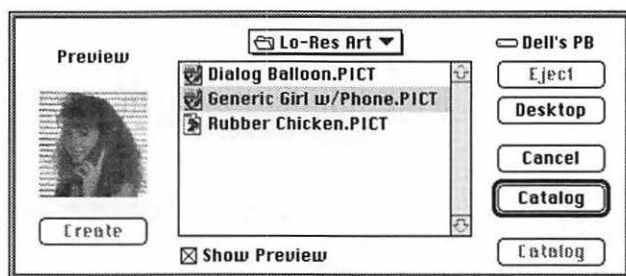 Preview
Lo-Res Art
Dell's PB
Dialog Balloon.PICT
Generic Girl w/Phone.PICT
Rubber Chicken.PICT
Eject
Desktop
Cancel
Catalog
Create
Show Preview
Catalog